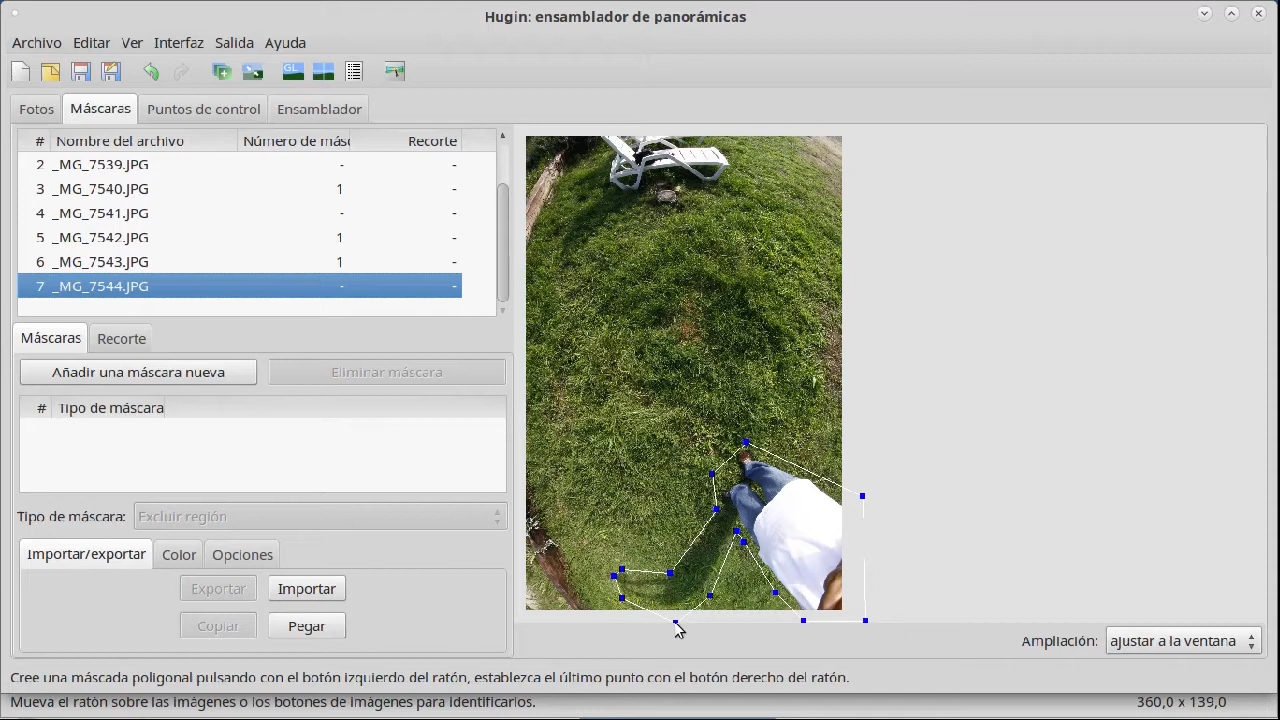 Hugin: ensamblador de panorámicas
Archivo Editar Ver Interfaz Salida Ayuda
GL
Fotos Máscaras Puntos de control Ensamblador
# Nombre del archivo Número de másc Recorte
2 _MG_7539.JPG - -
3 _MG_7540.JPG 1 -
4 _MG_7541.JPG - -
5 _MG_7542.JPG 1 -
6 _MG_7543.JPG 1 -
7 _MG_7544.JPG - -
Máscaras Recorte
Añadir una máscara nueva Eliminar máscara
# Tipo de máscara
Tipo de máscara: Excluir región
Importar/exportar Color Opciones
Exportar Importar
Copiar Pegar
Ampliación: ajustar a la ventana
Cree una máscada poligonal pulsando con el botón izquierdo del ratón, establezca el último punto con el botón derecho del ratón.
Mueva el ratón sobre las imágenes o los botones de imágenes para identificarlos. 360,0 x 139,0